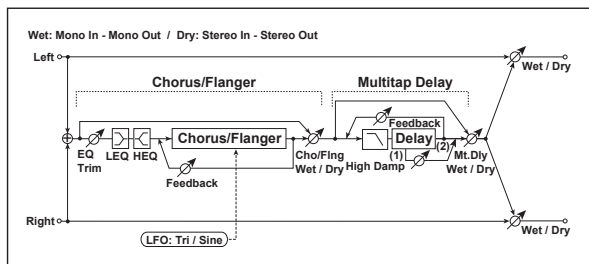 Wet: Mono In - Mono Out / Dry: Stereo In - Stereo Out
Left
Wet / Dry
Chorus/Flanger
Multitap Delay
Feedback
Chorus/Flanger
Delay
EQ
Trim
LEQ
HEQ
Feedback
Cho/Flng
Wet / Dry
High Damp
(1)
(2)
Mt.Dly
Wet / Dry
Right
Wet / Dry
LFO: Tri / Sine